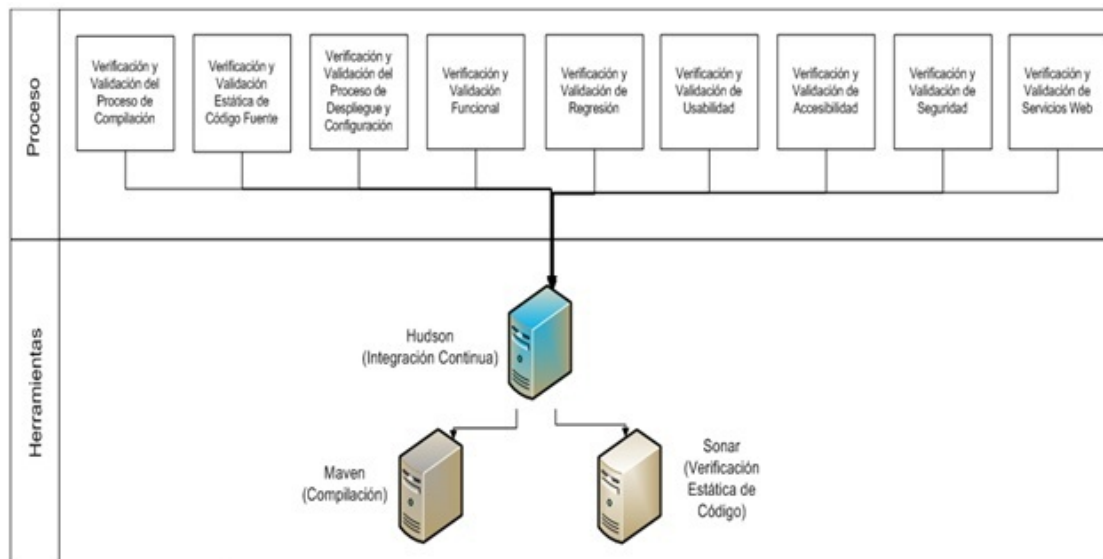 Proceso
Verificación y
Validación del
Proceso de
Compilación
Verificación y
Validación
Estática de
Código Fuente
Verificación y
Validación del
Proceso de
Despliegue y
Configuración
Verificación y
Validación
Funcional
Verificación y
Validación de
Regresión
Verificación y
Validación de
Usabilidad
Verificación y
Validación de
Accesibilidad
Verificación y
Validación de
Seguridad
Verificación y
Validación de
Servicios Web
Herramientas
Hudson
(Integración Continua)
Maven
(Compilación)
Sonar
(Verificación
Estática de
Código)